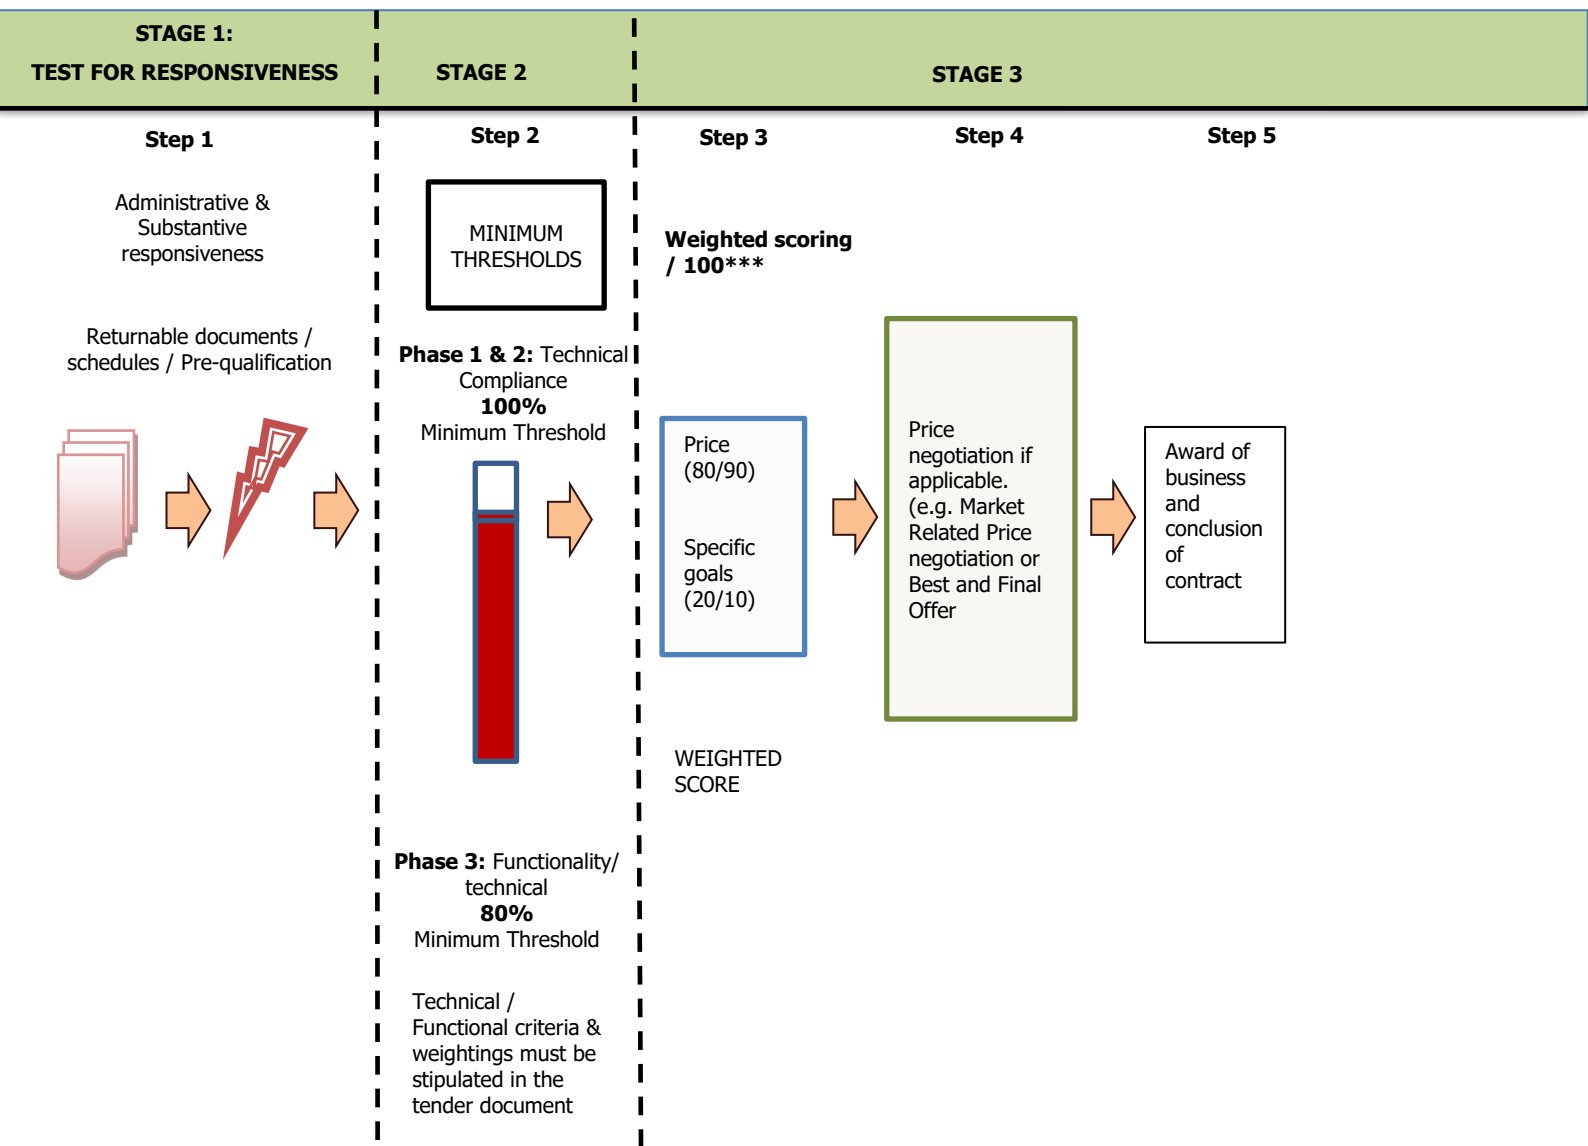 STAGE 1:
TEST FOR RESPONSIVENESS
STAGE 2
STAGE 3
Step 1
Administrative &
Substantive
responsiveness
Returnable documents /
schedules / Pre-qualification
Step 2
MINIMUM
THRESHOLDS
Phase 1 & 2: Technical
Compliance
100%
Minimum Threshold
Phase 3: Functionality/
technical
80%
Minimum Threshold
Technical /
Functional criteria &
weightings must be
stipulated in the
tender document
Step 3
Weighted scoring
/ 100***
Price
(80/90)
Specific
goals
(20/10)
WEIGHTED
SCORE
Step 4
Price
negotiation if
applicable.
(e.g. Market
Related Price
negotiation or
Best and Final
Offer
Step 5
Award of
business
and
conclusion
of
contract